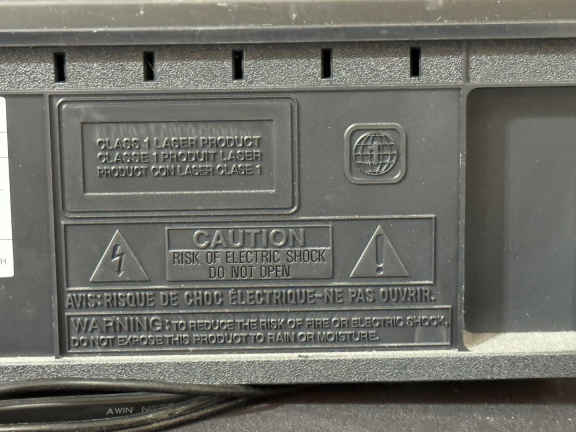 CLASS 1 LASER PRODUCT
CLASSE 1 PRODUIT LASER
PRODUCT CON LASER CLASE 1
CAUTION
RISK OF ELECTRIC SHOCK
DO NOT OPEN
AVIS: RISQUE DE CHOC ÉLECTRIQUE-NE PAS OUVRIR.
WARNING: TO REDUCE THE RISK OF FIRE OR ELECTRIC SHOCK,
DO NOT EXPOSE THIS PRODUCT TO RAIN OR MOISTURE.
AWIN